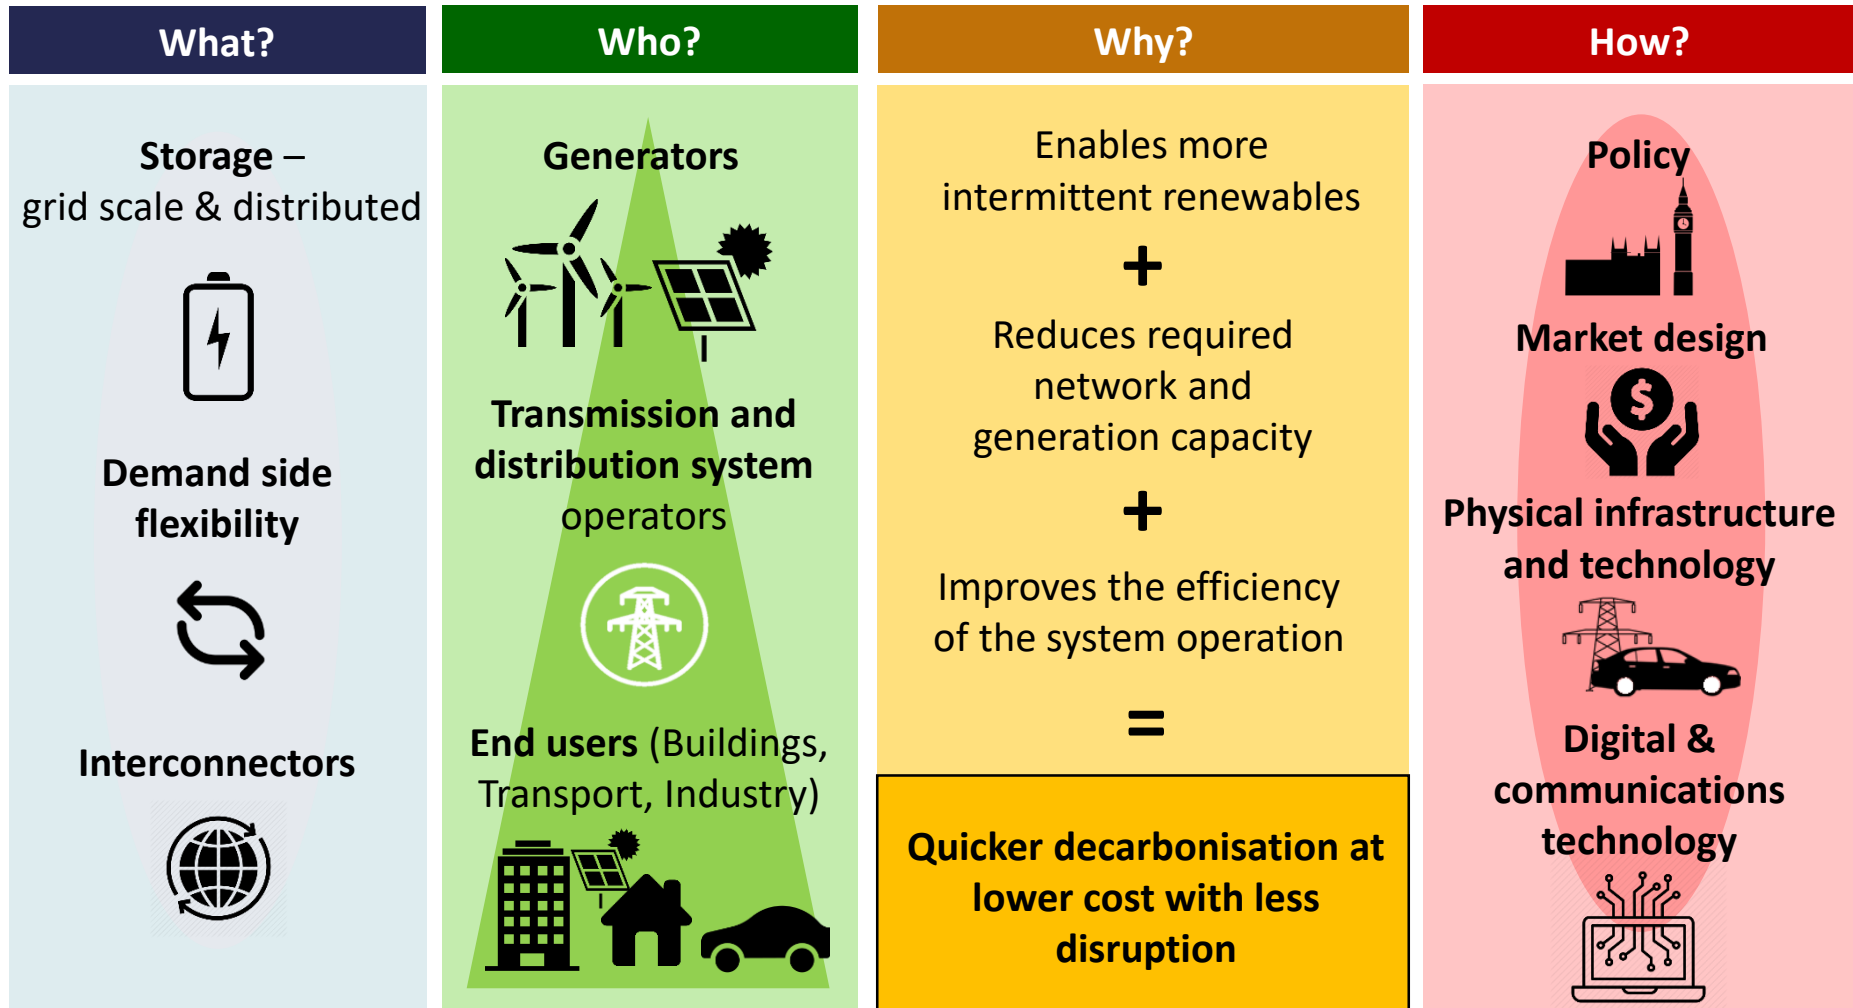 What?
Storage –
grid scale & distributed
Demand side
flexibility
Interconnectors
Who?
Generators
Transmission and
distribution system
operators
End users (Buildings,
Transport, Industry)
Why?
Enables more
intermittent renewables
+
Reduces required
network and
generation capacity
+
Improves the efficiency
of the system operation
=
Quicker decarbonisation at
lower cost with less
disruption
How?
Policy
Market design
$
Physical infrastructure
and technology
Digital &
communications
technology